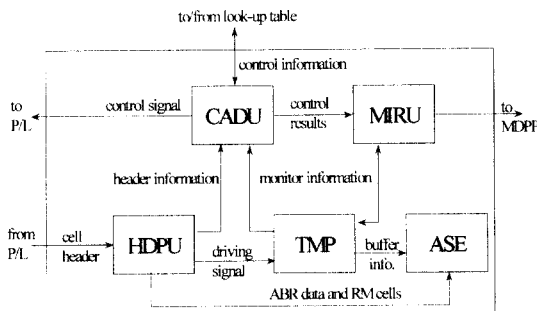 to/from look-up table
control information
to
P/L
control signal
CADU
control
results
MIRU
to
MDPP
header information
monitor information
from
P/L
cell
header
HDPU
driving
signal
TMP
buffer
info.
ASE
ABR data and RM cells